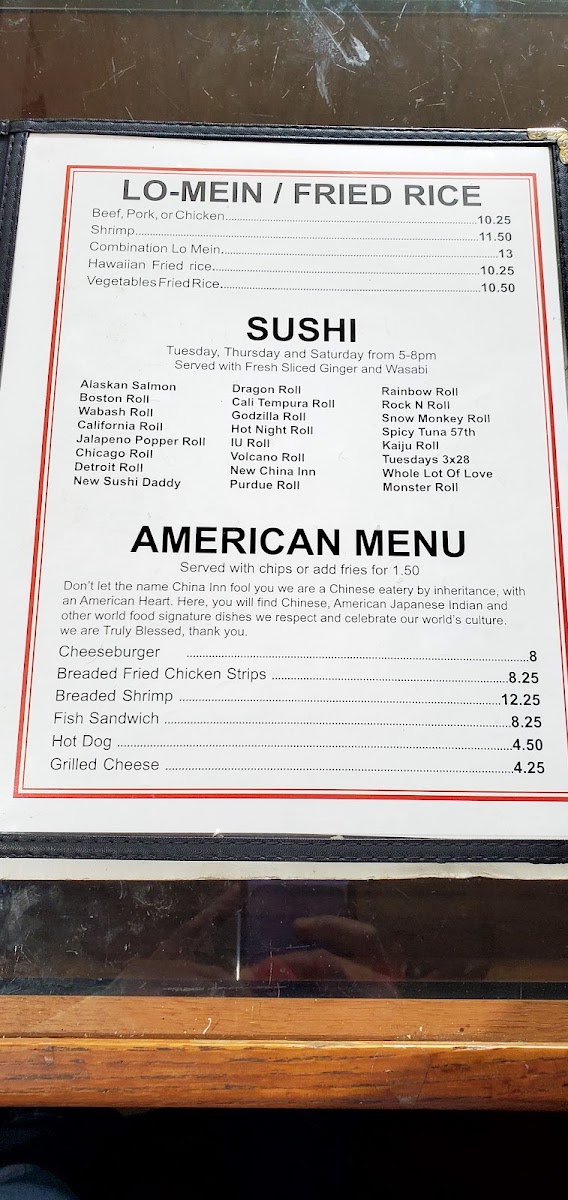 LO-MEIN / FRIED RICE
Beef, Pork, or Chicken....................10.25
Shrimp....................11.50
Combination Lo Mein....................13
Hawaiian Fried rice....................10.25
Vegetables Fried Rice....................10.50
SUSHI
Tuesday, Thursday and Saturday from 5-8pm
Served with Fresh Sliced Ginger and Wasabi
Alaskan Salmon
Boston Roll
Wabash Roll
California Roll
Jalapeno Popper Roll
Chicago Roll
Detroit Roll
New Sushi Daddy
Dragon Roll
Cali Tempura Roll
Godzilla Roll
Hot Night Roll
IU Roll
Volcano Roll
New China Inn
Purdue Roll
Rainbow Roll
Rock N Roll
Snow Monkey Roll
Spicy Tuna 57th
Kaiju Roll
Tuesdays 3x28
Whole Lot Of Love
Monster Roll
AMERICAN MENU
Served with chips or add fries for 1.50
Don't let the name China Inn fool you we are a Chinese eatery by inheritance, with
an American Heart. Here, you will find Chinese, American Japanese Indian and
other world food signature dishes we respect and celebrate our world's culture.
we are Truly Blessed, thank you.
Cheeseburger ....................8
Breaded Fried Chicken Strips ....................8.25
Breaded Shrimp ....................12.25
Fish Sandwich ....................8.25
Hot Dog ....................4.50
Grilled Cheese ....................4.25